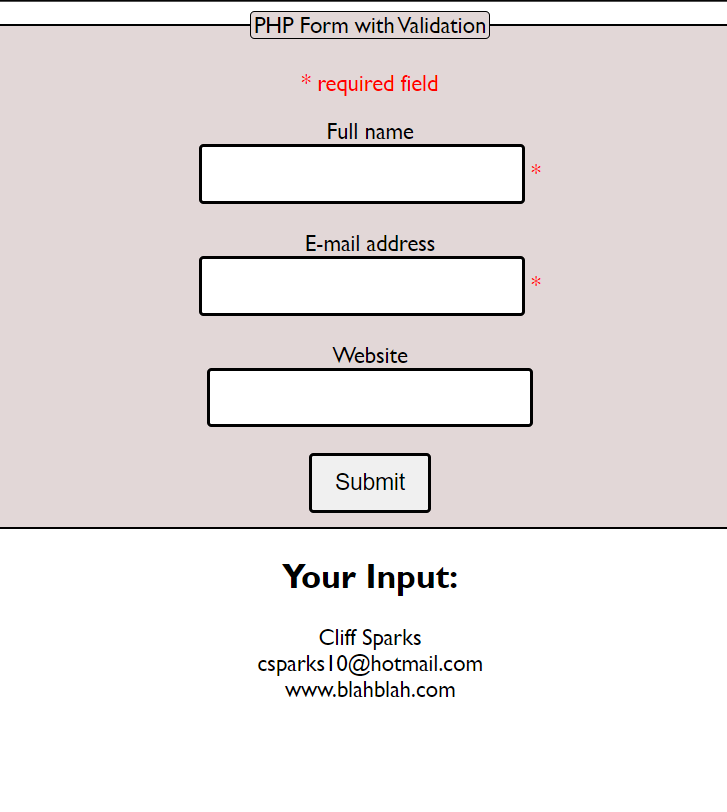 PHP Form with Validation
* required field
Full name
*
E-mail address
*
Website
Submit
Your Input:
Cliff Sparks
csparks10@hotmail.com
www.blahblah.com